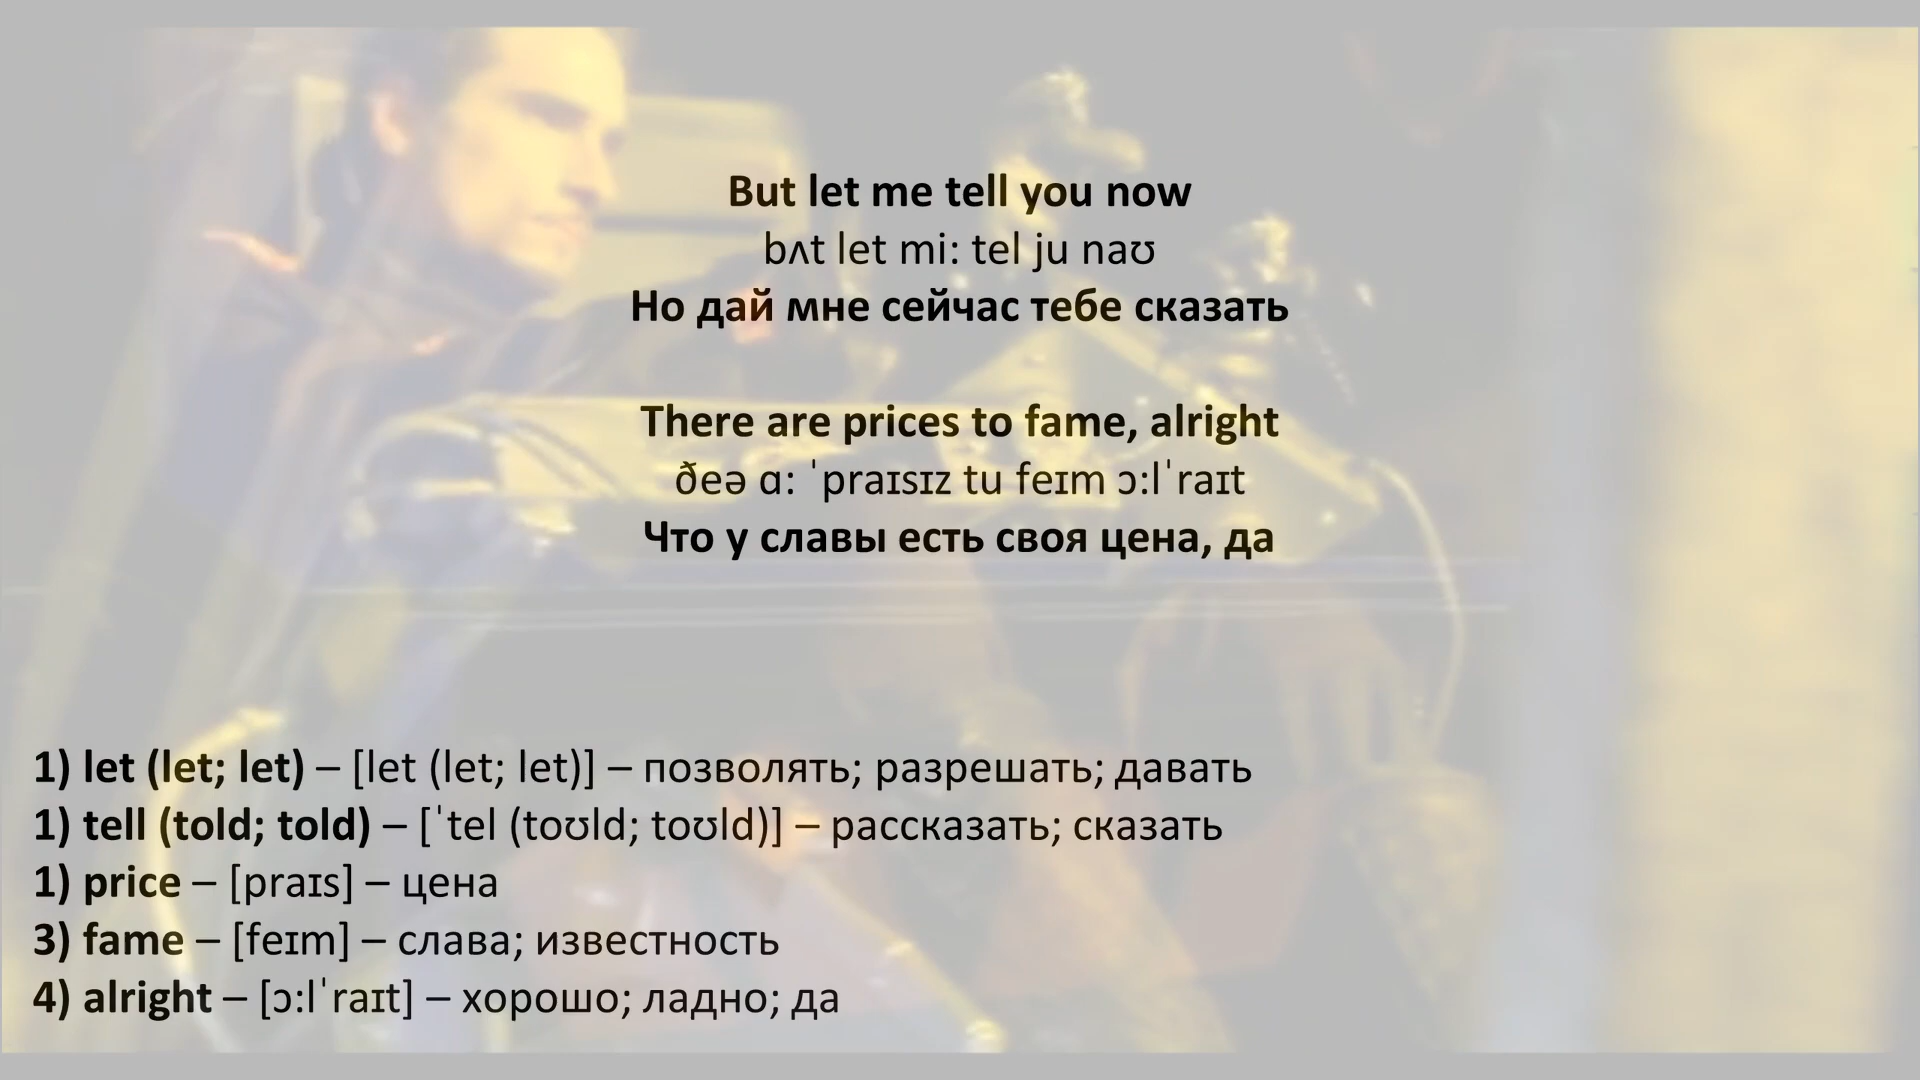 But let me tell you now
bʌt let mi: tel ju naʊ
Но дай мне сейчас тебе сказать
There are prices to fame, alright
ðeə ɑ: ˈpraɪsɪz tu feɪm ɔ:lˈraɪt
Что у славы есть своя цена, да
1) let (let; let) – [let (let; let)] – позволять; разрешать; давать
1) tell (told; told) – [ˈtel (toʊld; toʊld)] – рассказать; сказать
1) price – [praɪs] – цена
3) fame – [feɪm] – слава; известность
4) alright – [ɔ:lˈraɪt] – хорошо; ладно; да